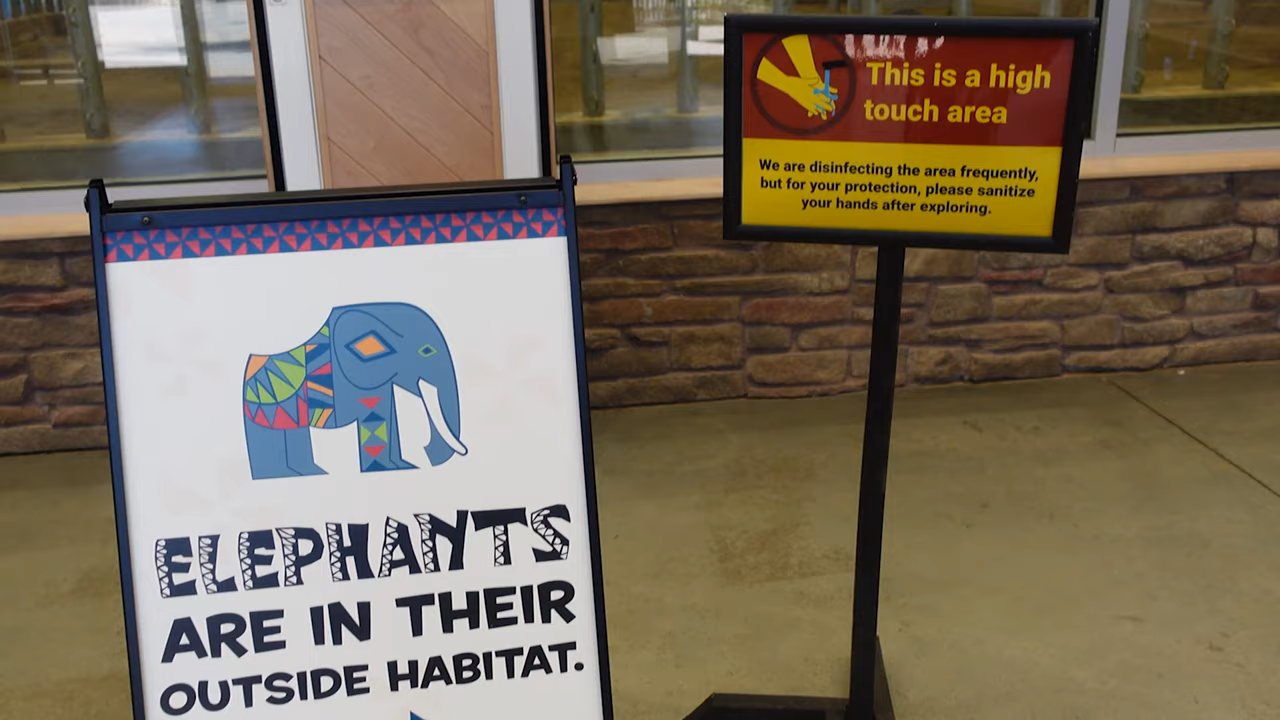 ELEPHANTS
ARE IN THEIR
OUTSIDE HABITAT.
This is a high
touch area
We are disinfecting the area frequently,
but for your protection, please sanitize
your hands after exploring.